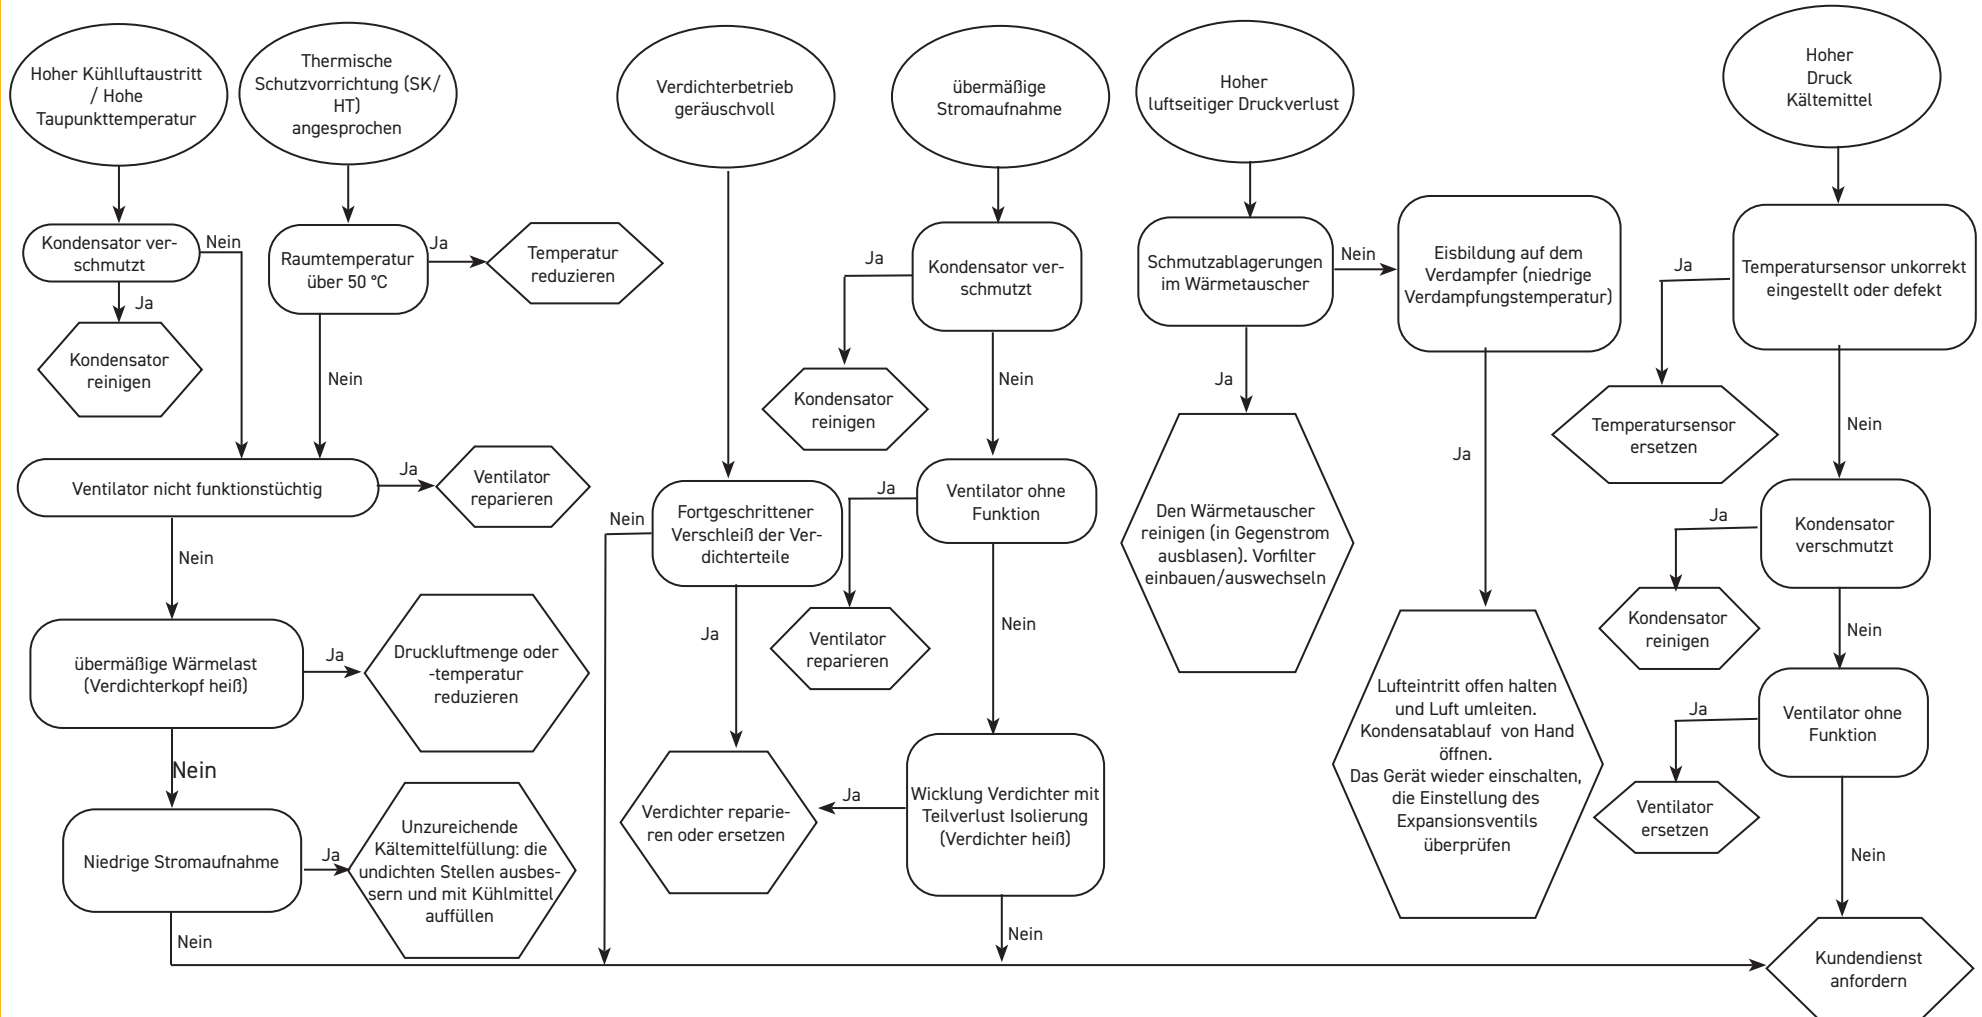 Hoher Kühlluftaustritt
/ Hohe
Taupunkttemperatur
Thermische
Schutzvorrichtung (SK/
HT)
angesprochen
Verdichterbetrieb
geräuschvoll
übermäßige
Stromaufnahme
Hoher
luftseitiger Druckverlust
Hoher
Druck
Kältemittel
Kondensator ver-
schmutzt
Nein
Ja
Kondensator
reinigen
Raumtemperatur
über 50 °C
Ja
Temperatur
reduzieren
Nein
Ventilator nicht funktionstüchtig
Ja
Ventilator
reparieren
Nein
übermäßige Wärmelast
(Verdichterkopf heiß)
Ja
Druckluftmenge oder
-temperatur
reduzieren
Nein
Niedrige Stromaufnahme
Ja
Unzureichende
Kältemittelfüllung: die
undichten Stellen ausbes-
sern und mit Kühlmittel
auffüllen
Nein
Fortgeschrittener
Verschleiß der Ver-
dichterteile
Nein
Ja
Verdichter reparie-
ren oder ersetzen
Kondensator ver-
schmutzt
Ja
Kondensator
reinigen
Nein
Ventilator ohne
Funktion
Ja
Ventilator
reparieren
Nein
Wicklung Verdichter mit
Teilverlust Isolierung
(Verdichter heiß)
Ja
Nein
Schmutzablagerungen
im Wärmetauscher
Nein
Ja
Den Wärmetauscher
reinigen (in Gegenstrom
ausblasen). Vorfilter
einbauen/auswechseln
Eisbildung auf dem
Verdampfer (niedrige
Verdampfungstemperatur)
Ja
Lufteintritt offen halten
und Luft umleiten.
Kondensatablauf von Hand
öffnen.
Das Gerät wieder einschalten,
die Einstellung des
Expansionsventils
überprüfen
Temperatursensor unkorrekt
eingestellt oder defekt
Ja
Temperatursensor
ersetzen
Nein
Kondensator
verschmutzt
Ja
Kondensator
reinigen
Nein
Ventilator ohne
Funktion
Ja
Ventilator
ersetzen
Nein
Kundendienst
anfordern